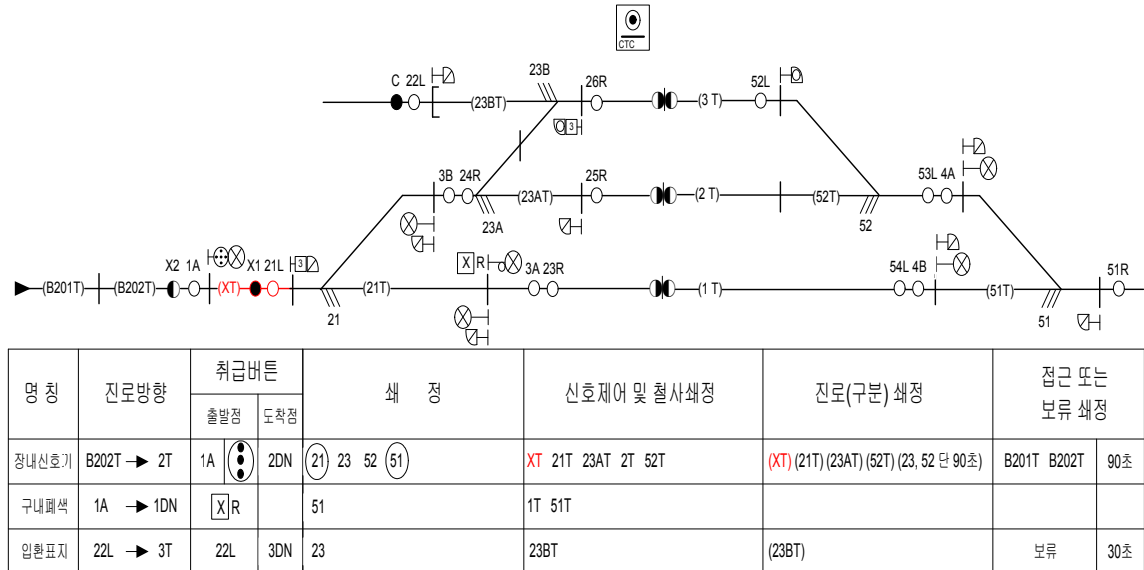 CTC
23B
C 22L
(23BT)
26R
(3 T)
52L
3
3B 24R
(23AT)
25R
(2 T)
(52T)
53L 4A
23A
52
X2 1A
X1 21L
3
X R
3A 23R
54L 4B
51R
(B201T)
(B202T)
(XT)
(21T)
(1 T)
(51T)
21
51
명 칭
진로방향
취급버튼
출발점
도착점
쇄 정
신호제어 및 철사쇄정
진로(구분) 쇄정
접근 또는
보류 쇄정
장내신호기 B202T → 2T 1A 2DN 21 23 52 51 XT 21T 23AT 2T 52T (XT) (21T) (23AT) (52T) (23, 52 단 90초) B201T B202T 90초
구내폐색 1A → 1DN X R 51 1T 51T
입환표지 22L → 3T 22L 3DN 23 23BT (23BT) 보류 30초